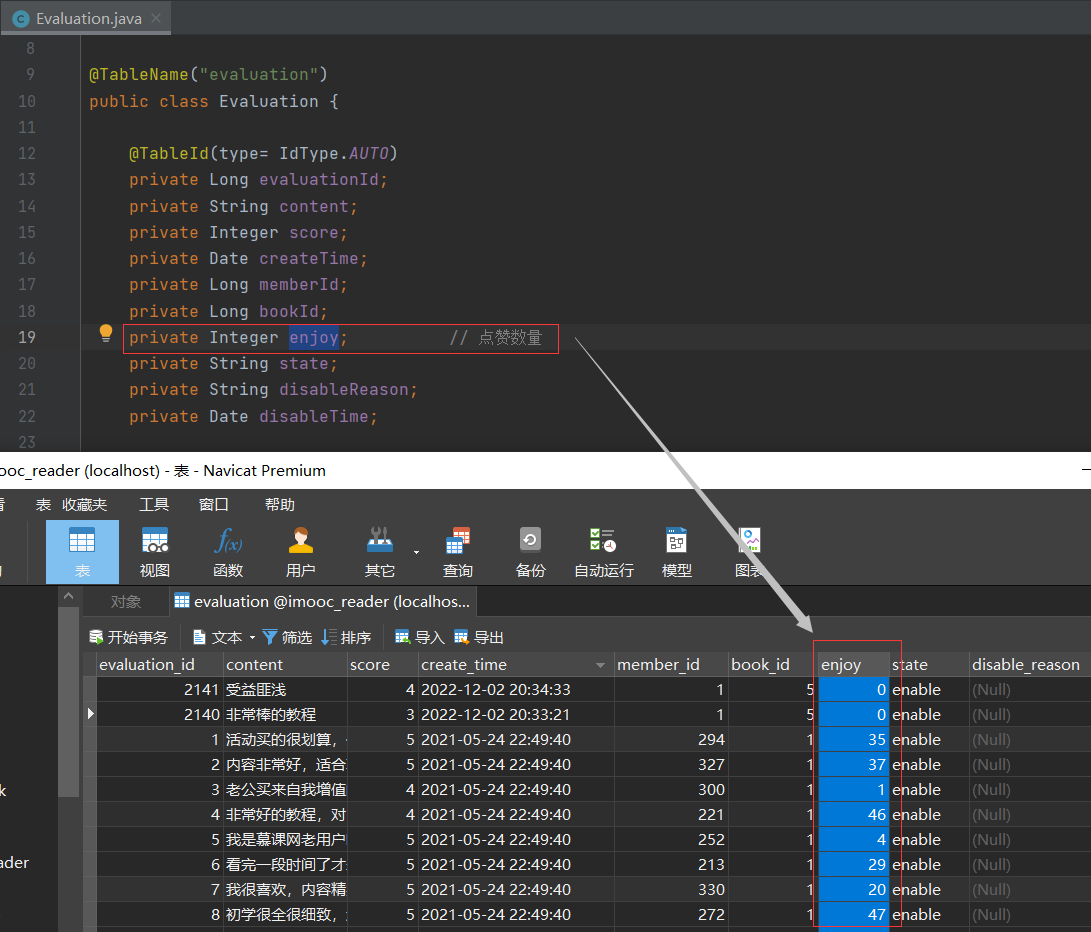 Evaluation.java
8
9 @TableName("evaluation")
10 public class Evaluation {
11
12 @TableId(type= IdType.AUTO)
13 private Long evaluationId;
14 private String content;
15 private Integer score;
16 private Date createTime;
17 private Long memberId;
18 private Long bookId;
19 private Integer enjoy; // 点赞数量
20 private String state;
21 private String disableReason;
22 private Date disableTime;
23
ooc_reader (localhost) - 表 - Navicat Premium
表 收藏夹 工具 窗口 帮助
表 视图 函数 用户 其它 查询 备份 自动运行 模型 图表
对象 evaluation @imooc_reader (localhos...
开始事务 文本 筛选 排序 导入 导出
evaluation_id content score create_time member_id book_id enjoy state disable_reason
2141 受益匪浅 4 2022-12-02 20:34:33 1 5 0 enable (Null)
2140 非常棒的教程 3 2022-12-02 20:33:21 1 5 0 enable (Null)
1 活动买的很划算, 5 2021-05-24 22:49:40 294 1 35 enable (Null)
2 内容非常好，适合 5 2021-05-24 22:49:40 327 1 37 enable (Null)
3 老公买来自我增值 4 2021-05-24 22:49:40 300 1 1 enable (Null)
4 非常好的教程，对 4 2021-05-24 22:49:40 221 1 46 enable (Null)
5 我是慕课网老用户 5 2021-05-24 22:49:40 252 1 4 enable (Null)
6 看完一段时间了才 5 2021-05-24 22:49:40 213 1 29 enable (Null)
7 我很喜欢，内容精 5 2021-05-24 22:49:40 330 1 20 enable (Null)
8 初学很全很细致， 5 2021-05-24 22:49:40 272 1 47 enable (Null)
k
ader